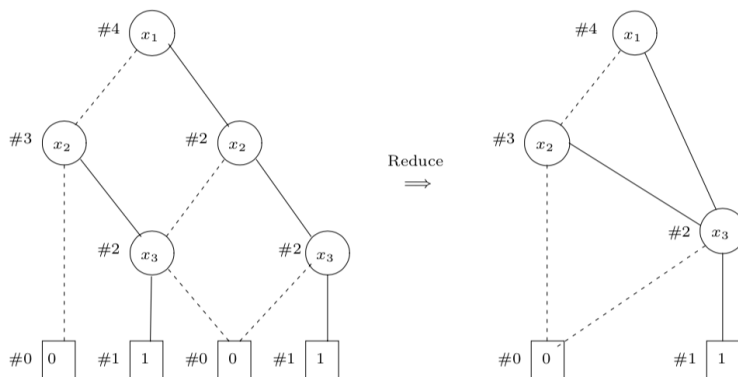 #4 x₁ #4 x₁
#3 x₂ #2 x₂ #3 x₂
Reduce
⟹
#2 x₃ #2 x₃ #2 x₃
#0 0 #1 1 #0 0 #1 1 #0 0 #1 1